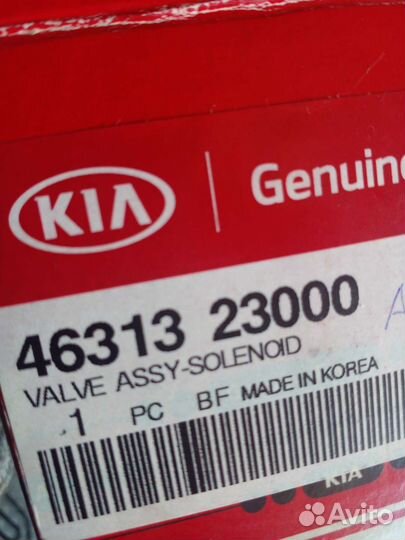 KIA | Genuine
46313 23000 A
VALVE ASSY-SOLENOID
1 PC BF MADE IN KOREA
KIA
Avito